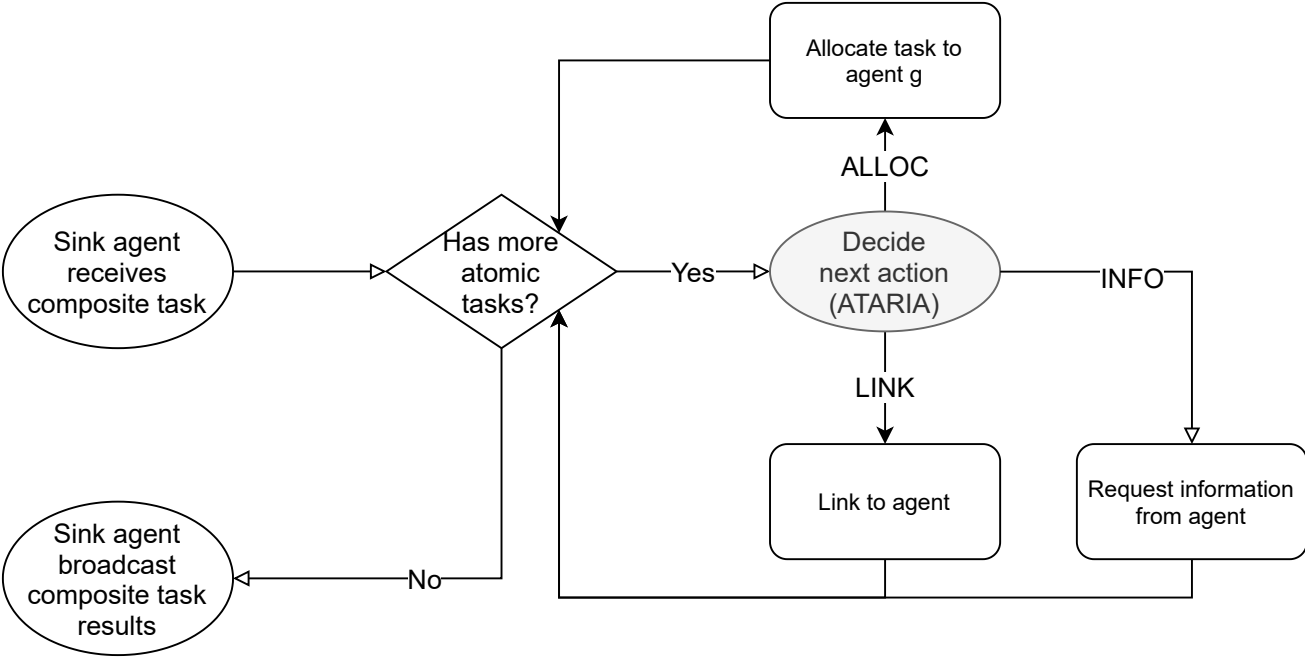 Allocate task to
agent g
ALLOC
Sink agent
receives
composite task
Has more
atomic
tasks?
Yes
Decide
next action
(ATARIA)
INFO
LINK
Link to agent
Request information
from agent
Sink agent
broadcast
composite task
results
No